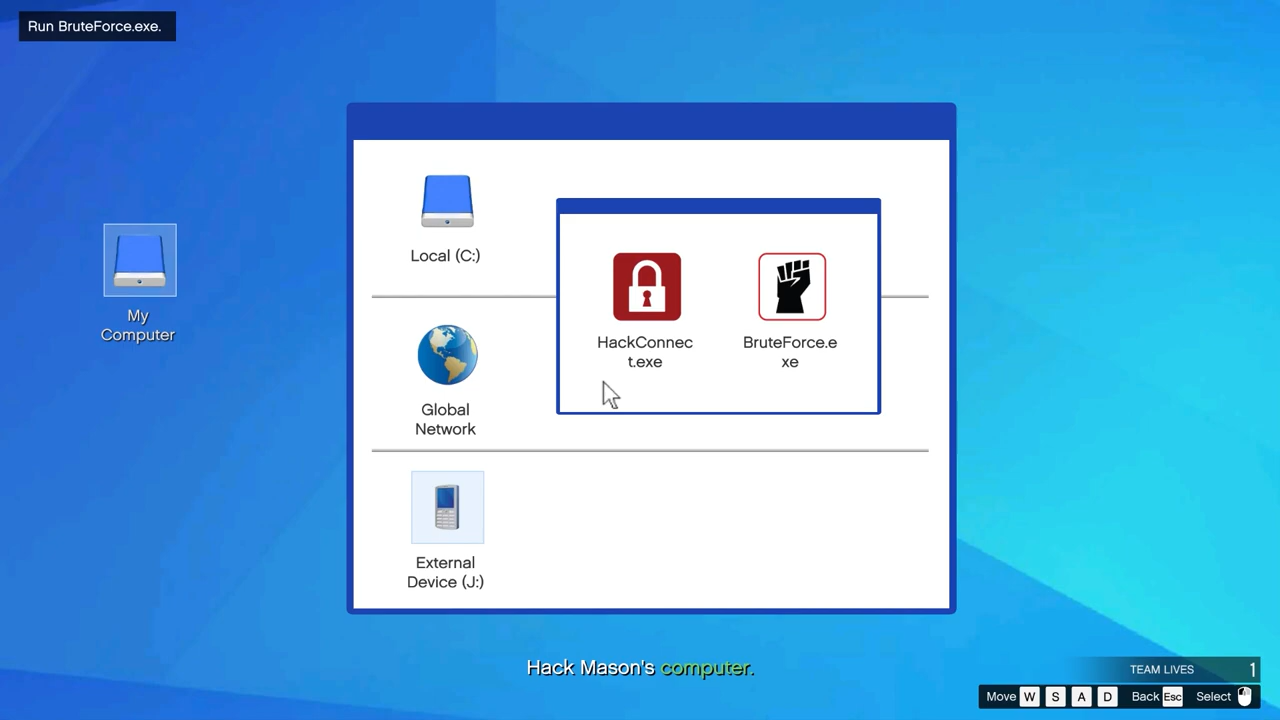 Run BruteForce.exe.
Local (C:)
HackConnec
t.exe
BruteForce.e
xe
My
Computer
Global
Network
External
Device (J:)
Hack Mason's computer.
TEAM LIVES 1
Move W S A D Back Esc Select